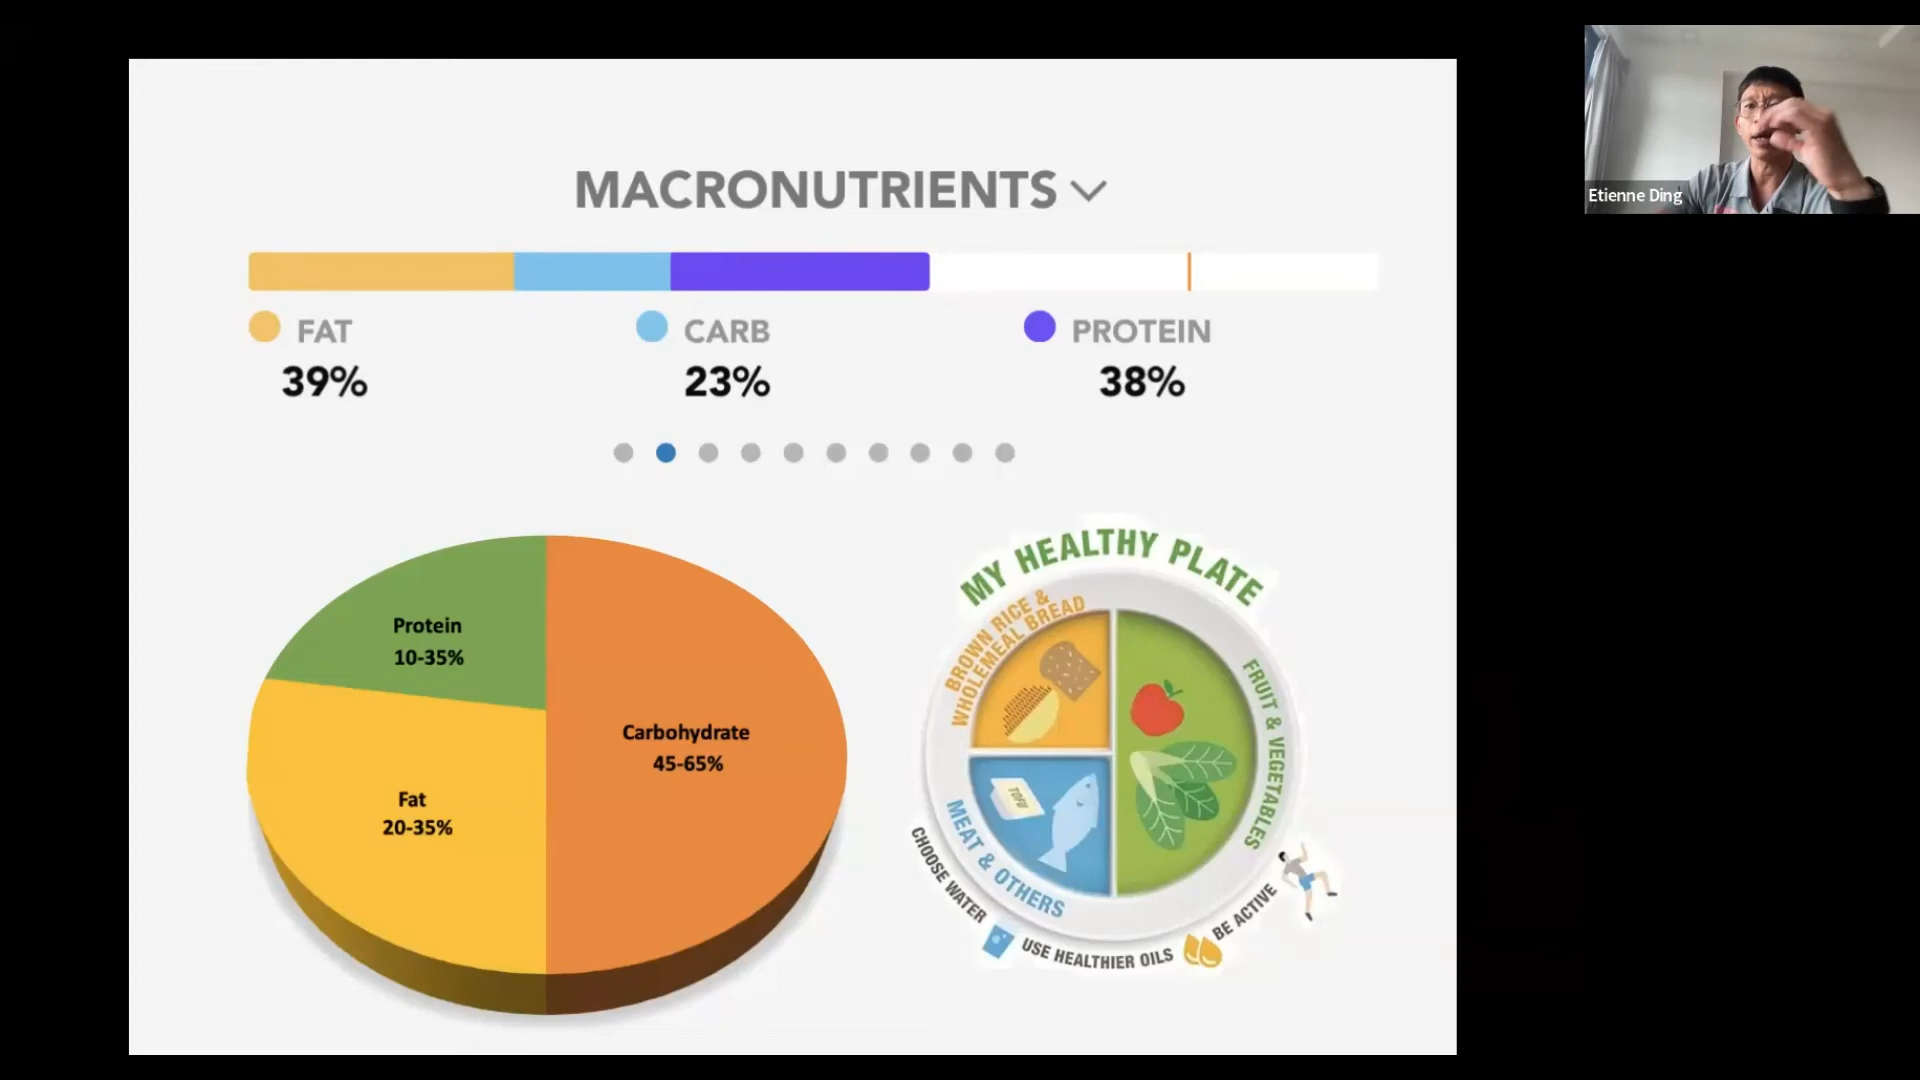 MACRONUTRIENTS
FAT
CARB
PROTEIN
39%
23%
38%
Protein
10-35%
Carbohydrate
45-65%
Fat
20-35%
MY HEALTHY PLATE
BROWN RICE &
WHOLEMEAL BREAD
FRUIT & VEGETABLES
TOFU
MEAT & OTHERS
CHOOSE WATER
USE HEALTHIER OILS
BE ACTIVE
Etienne Ding